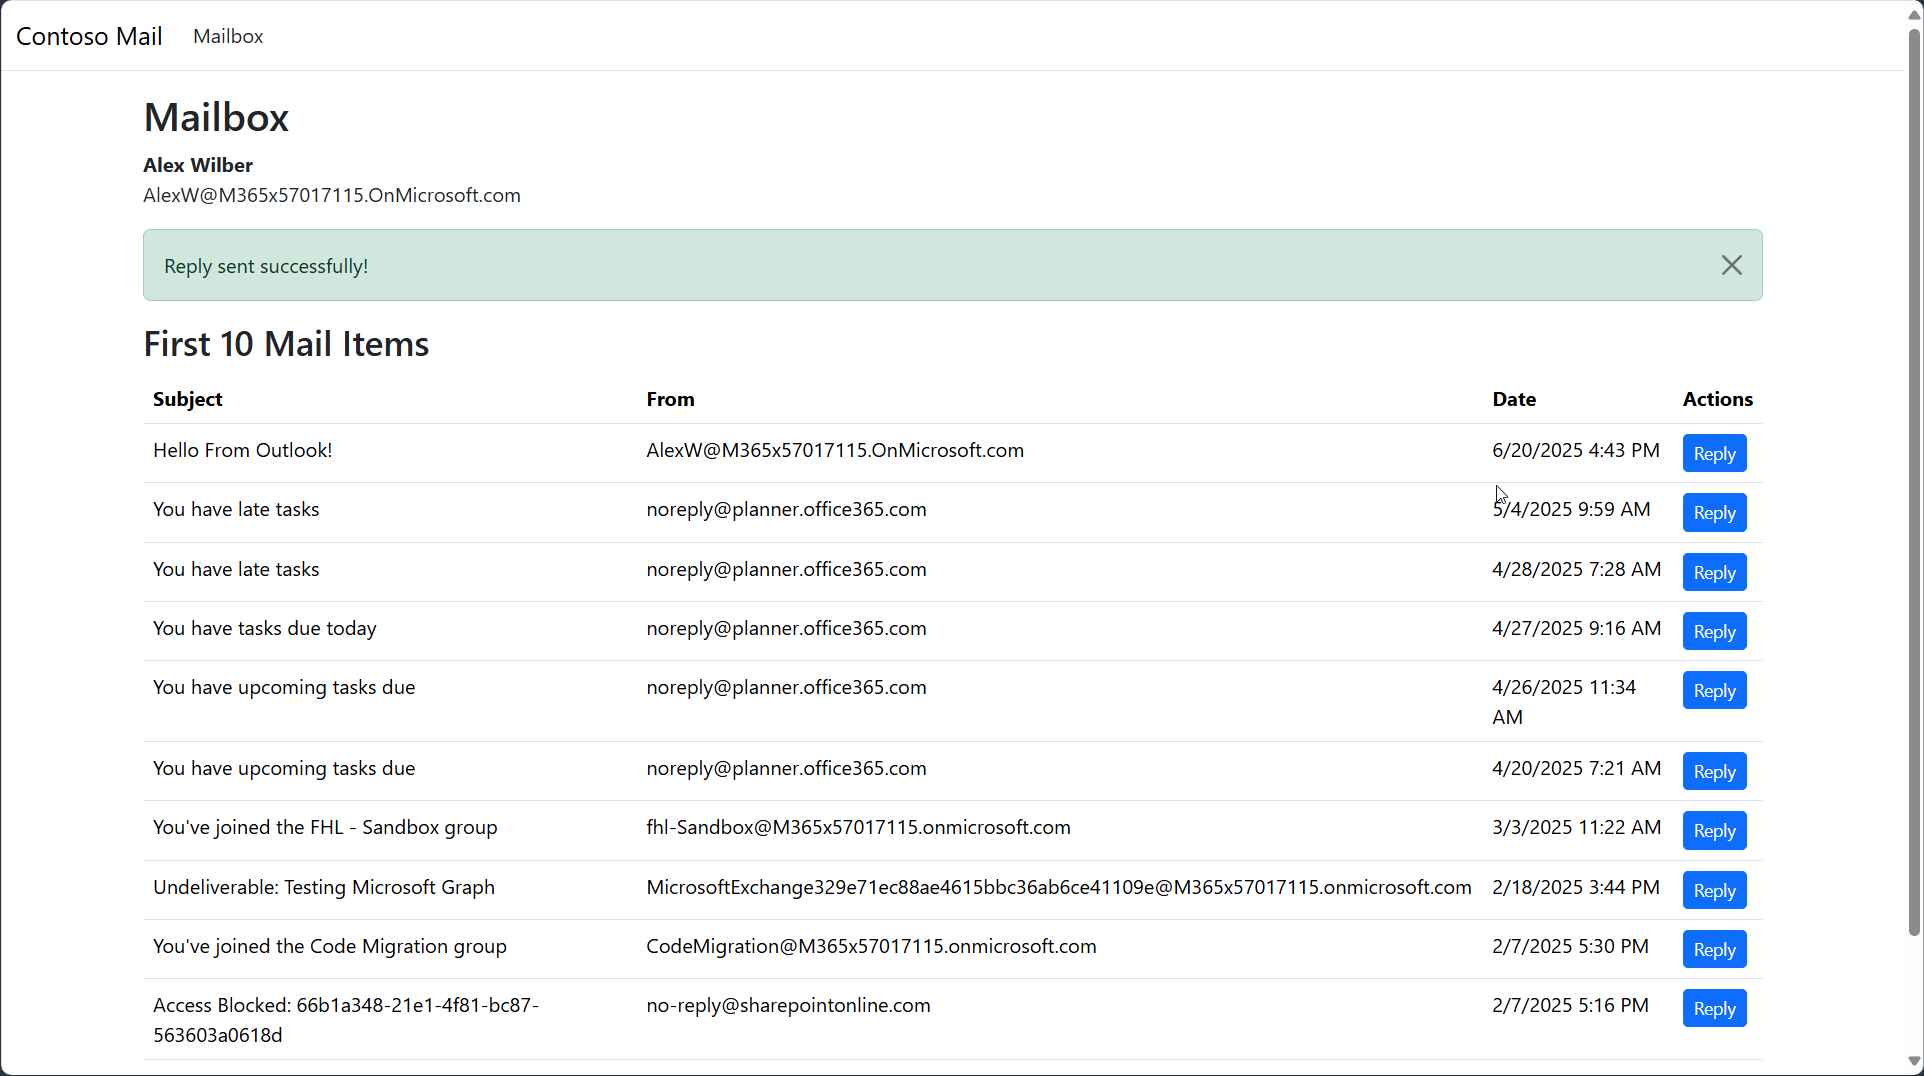 Contoso Mail Mailbox
Mailbox
Alex Wilber
AlexW@M365x57017115.OnMicrosoft.com
Reply sent successfully!
First 10 Mail Items
Subject From Date Actions
Hello From Outlook! AlexW@M365x57017115.OnMicrosoft.com 6/20/2025 4:43 PM Reply
You have late tasks noreply@planner.office365.com 5/4/2025 9:59 AM Reply
You have late tasks noreply@planner.office365.com 4/28/2025 7:28 AM Reply
You have tasks due today noreply@planner.office365.com 4/27/2025 9:16 AM Reply
You have upcoming tasks due noreply@planner.office365.com 4/26/2025 11:34 Reply
AM
You have upcoming tasks due noreply@planner.office365.com 4/20/2025 7:21 AM Reply
You've joined the FHL - Sandbox group fhl-Sandbox@M365x57017115.onmicrosoft.com 3/3/2025 11:22 AM Reply
Undeliverable: Testing Microsoft Graph MicrosoftExchange329e71ec88ae4615bbc36ab6ce41109e@M365x57017115.onmicrosoft.com 2/18/2025 3:44 PM Reply
You've joined the Code Migration group CodeMigration@M365x57017115.onmicrosoft.com 2/7/2025 5:30 PM Reply
Access Blocked: 66b1a348-21e1-4f81-bc87- no-reply@sharepointonline.com 2/7/2025 5:16 PM Reply
563603a0618d